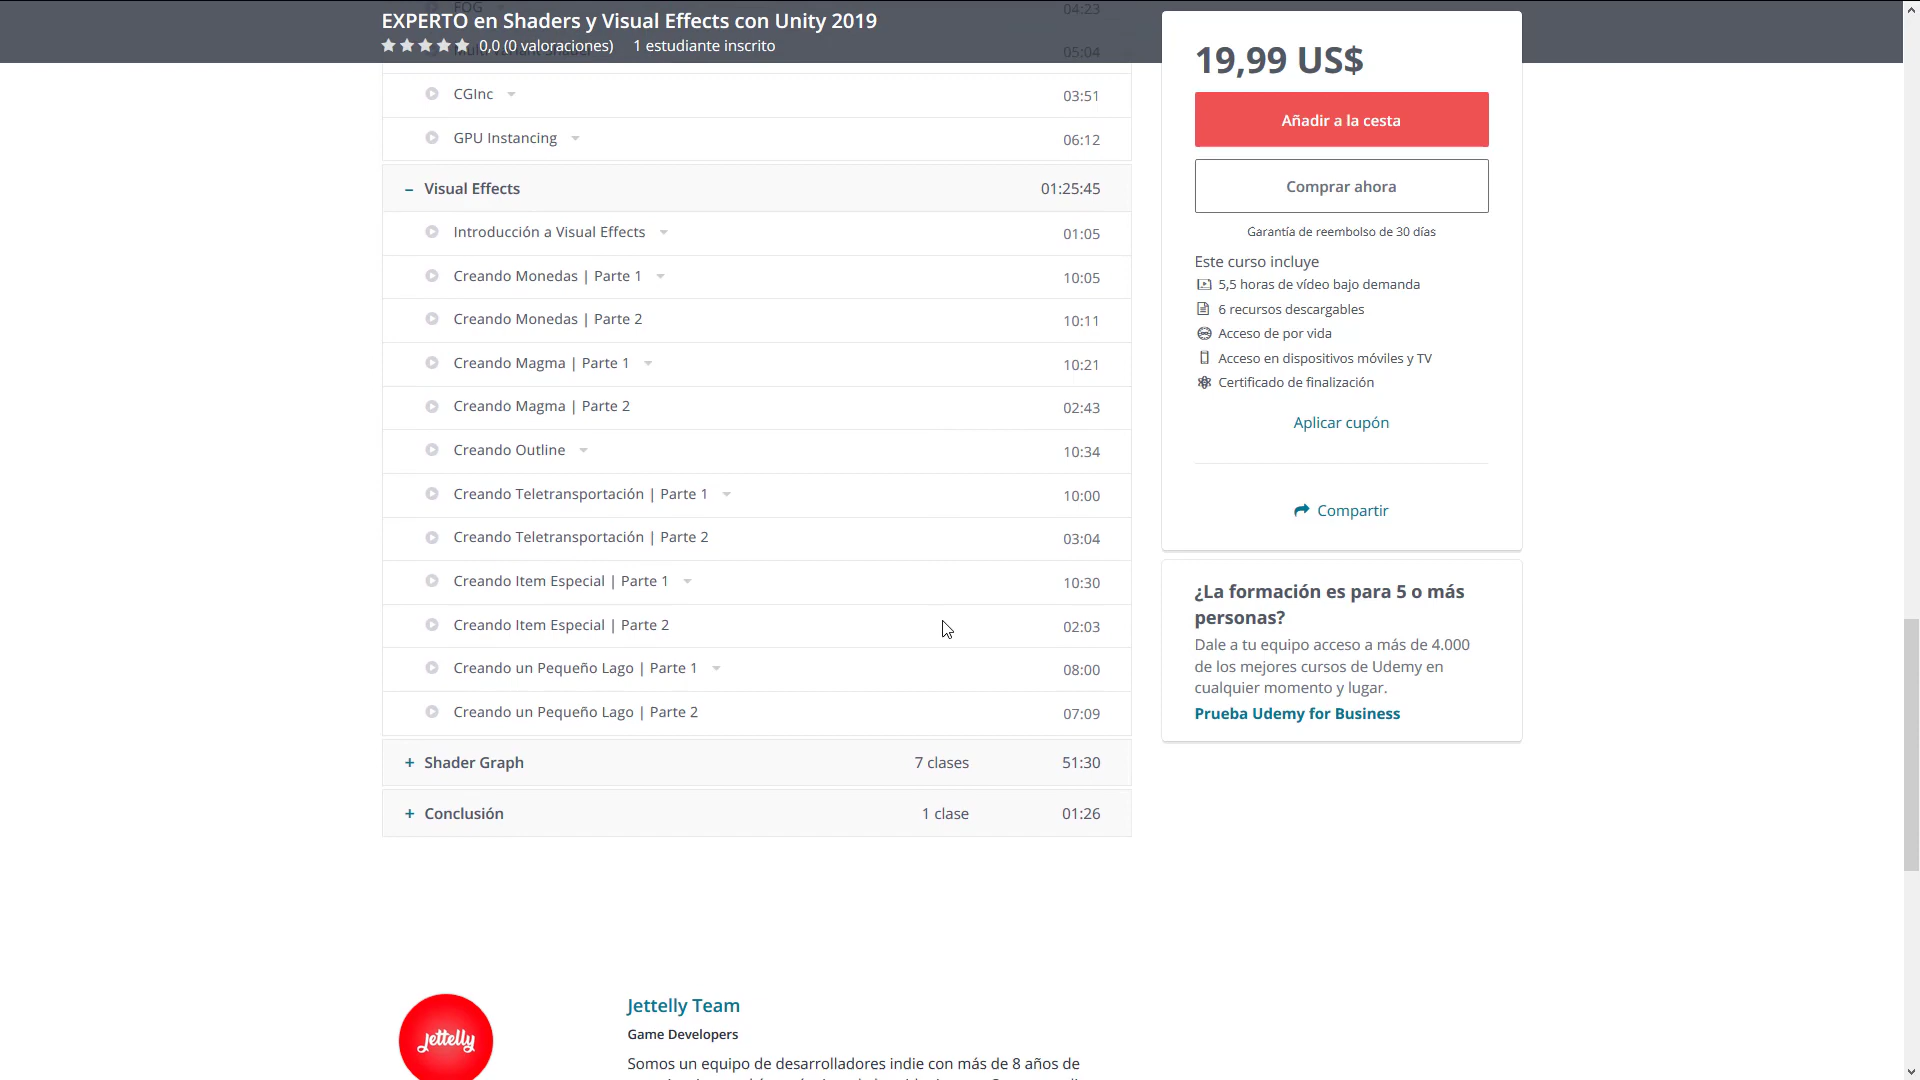 FOG 04:23
EXPERTO en Shaders y Visual Effects con Unity 2019
0,0 (0 valoraciones) 1 estudiante inscrito
05:04
CGInc 03:51
GPU Instancing 06:12
– Visual Effects 01:25:45
Introducción a Visual Effects 01:05
Creando Monedas | Parte 1 10:05
Creando Monedas | Parte 2 10:11
Creando Magma | Parte 1 10:21
Creando Magma | Parte 2 02:43
Creando Outline 10:34
Creando Teletransportación | Parte 1 10:00
Creando Teletransportación | Parte 2 03:04
Creando Item Especial | Parte 1 10:30
Creando Item Especial | Parte 2 02:03
Creando un Pequeño Lago | Parte 1 08:00
Creando un Pequeño Lago | Parte 2 07:09
+ Shader Graph 7 clases 51:30
+ Conclusión 1 clase 01:26
19,99 US$
Añadir a la cesta
Comprar ahora
Garantía de reembolso de 30 días
Este curso incluye
5,5 horas de vídeo bajo demanda
6 recursos descargables
Acceso de por vida
Acceso en dispositivos móviles y TV
Certificado de finalización
Aplicar cupón
Compartir
¿La formación es para 5 o más
personas?
Dale a tu equipo acceso a más de 4.000
de los mejores cursos de Udemy en
cualquier momento y lugar.
Prueba Udemy for Business
jettelly
Jettelly Team
Game Developers
Somos un equipo de desarrolladores indie con más de 8 años de